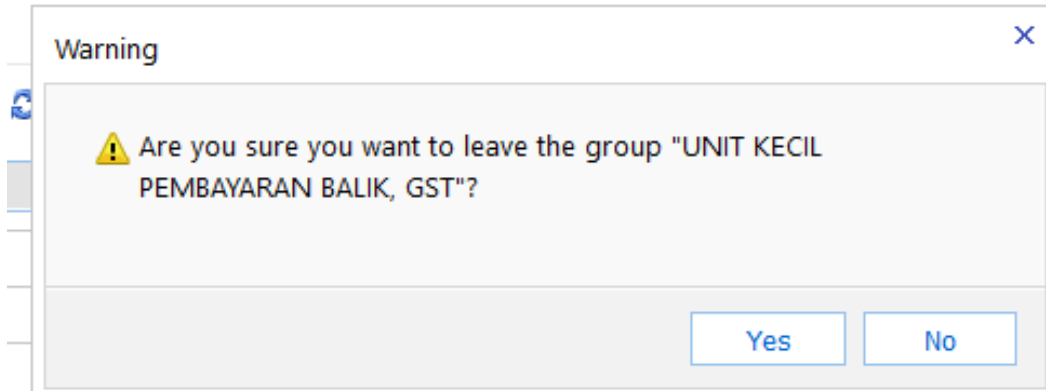 Warning
Are you sure you want to leave the group "UNIT KECIL
PEMBAYARAN BALIK, GST"?
Yes No